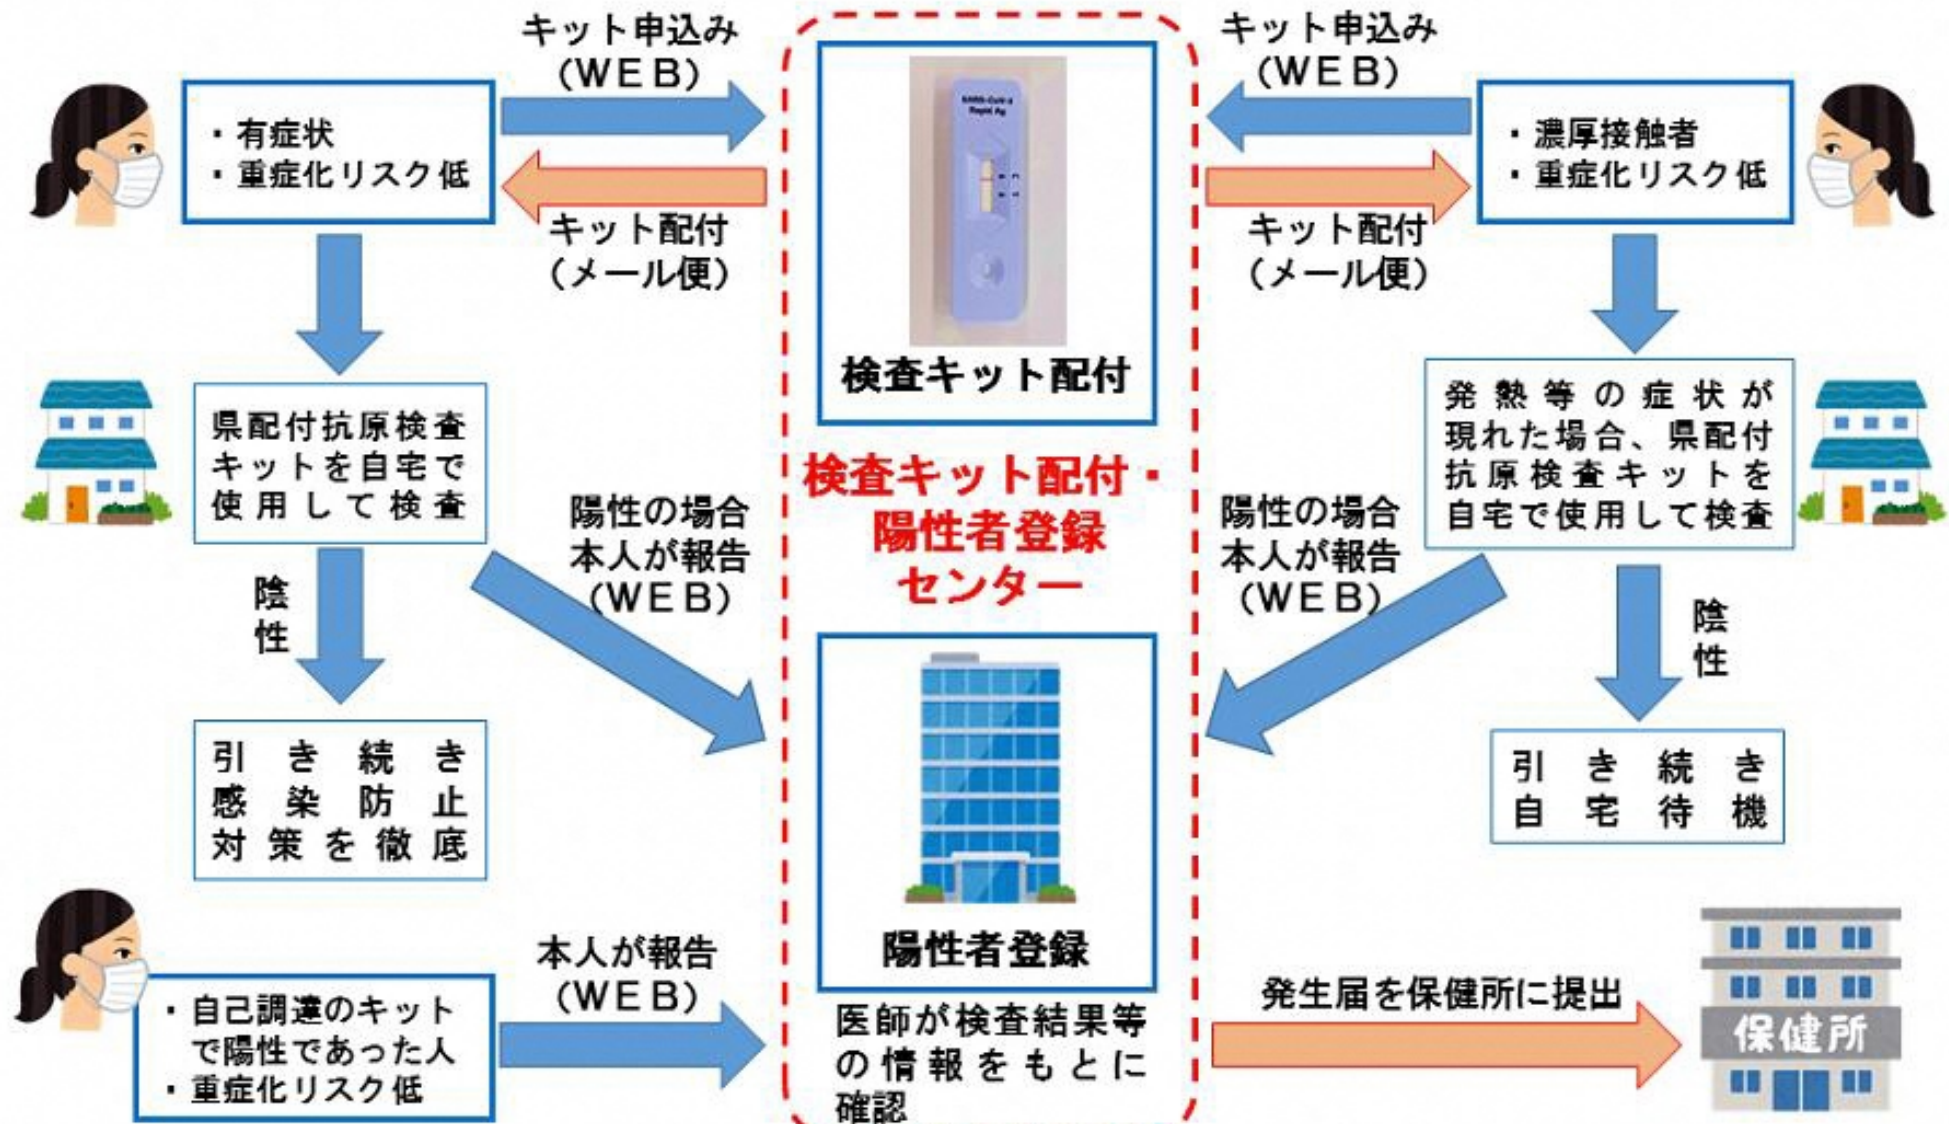 キット申込み
(WEB)
・有症状
・重症化リスク低
キット配付
(メール便)
県配付抗原検査
キットを自宅で
使用して検査
陰
性
陽性の場合
本人が報告
(WEB)
引き続き
感染防止
対策を徹底
・自己調達のキット
で陽性であった人
・重症化リスク低
本人が報告
(WEB)
SARS-CoV-2
Rapid Ag
検査キット配付
検査キット配付・
陽性者登録
センター
陽性者登録
医師が検査結果等
の情報をもとに
確認
キット申込み
(WEB)
・濃厚接触者
・重症化リスク低
キット配付
(メール便)
発熱等の症状が
現れた場合、県配付
抗原検査キットを
自宅で使用して検査
陽性の場合
本人が報告
(WEB)
陰
性
引き続き
自宅待機
発生届を保健所に提出
保健所